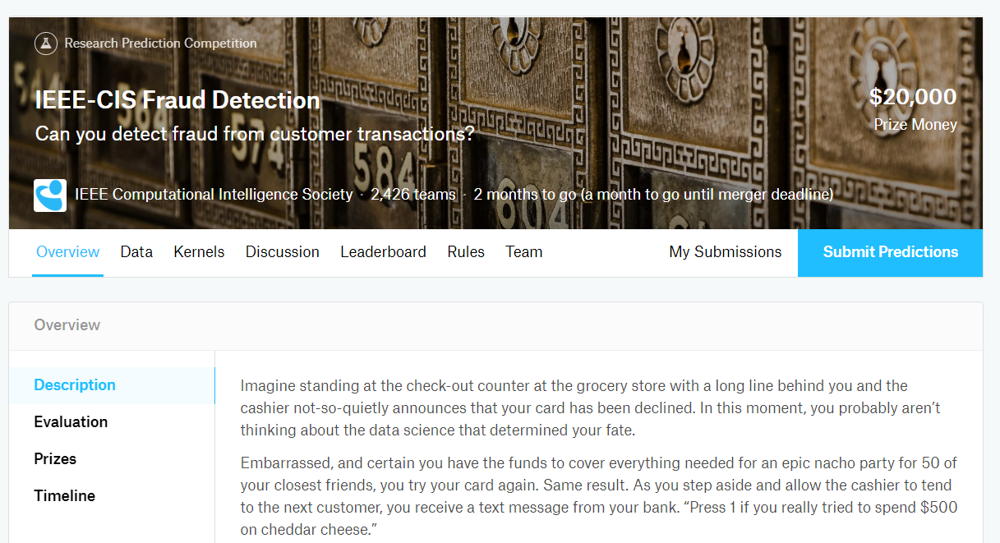 Research Prediction Competition
IEEE-CIS Fraud Detection
$20,000
Can you detect fraud from customer transactions?
Prize Money
574
584
604
IEEE Computational Intelligence Society · 2,426 teams · 2 months to go (a month to go until merger deadline)
Overview Data Kernels Discussion Leaderboard Rules Team My Submissions Submit Predictions
Overview
Description
Evaluation
Prizes
Timeline
Imagine standing at the check-out counter at the grocery store with a long line behind you and the
cashier not-so-quietly announces that your card has been declined. In this moment, you probably aren’t
thinking about the data science that determined your fate.
Embarrassed, and certain you have the funds to cover everything needed for an epic nacho party for 50 of
your closest friends, you try your card again. Same result. As you step aside and allow the cashier to tend
to the next customer, you receive a text message from your bank. “Press 1 if you really tried to spend $500
on cheddar cheese.”